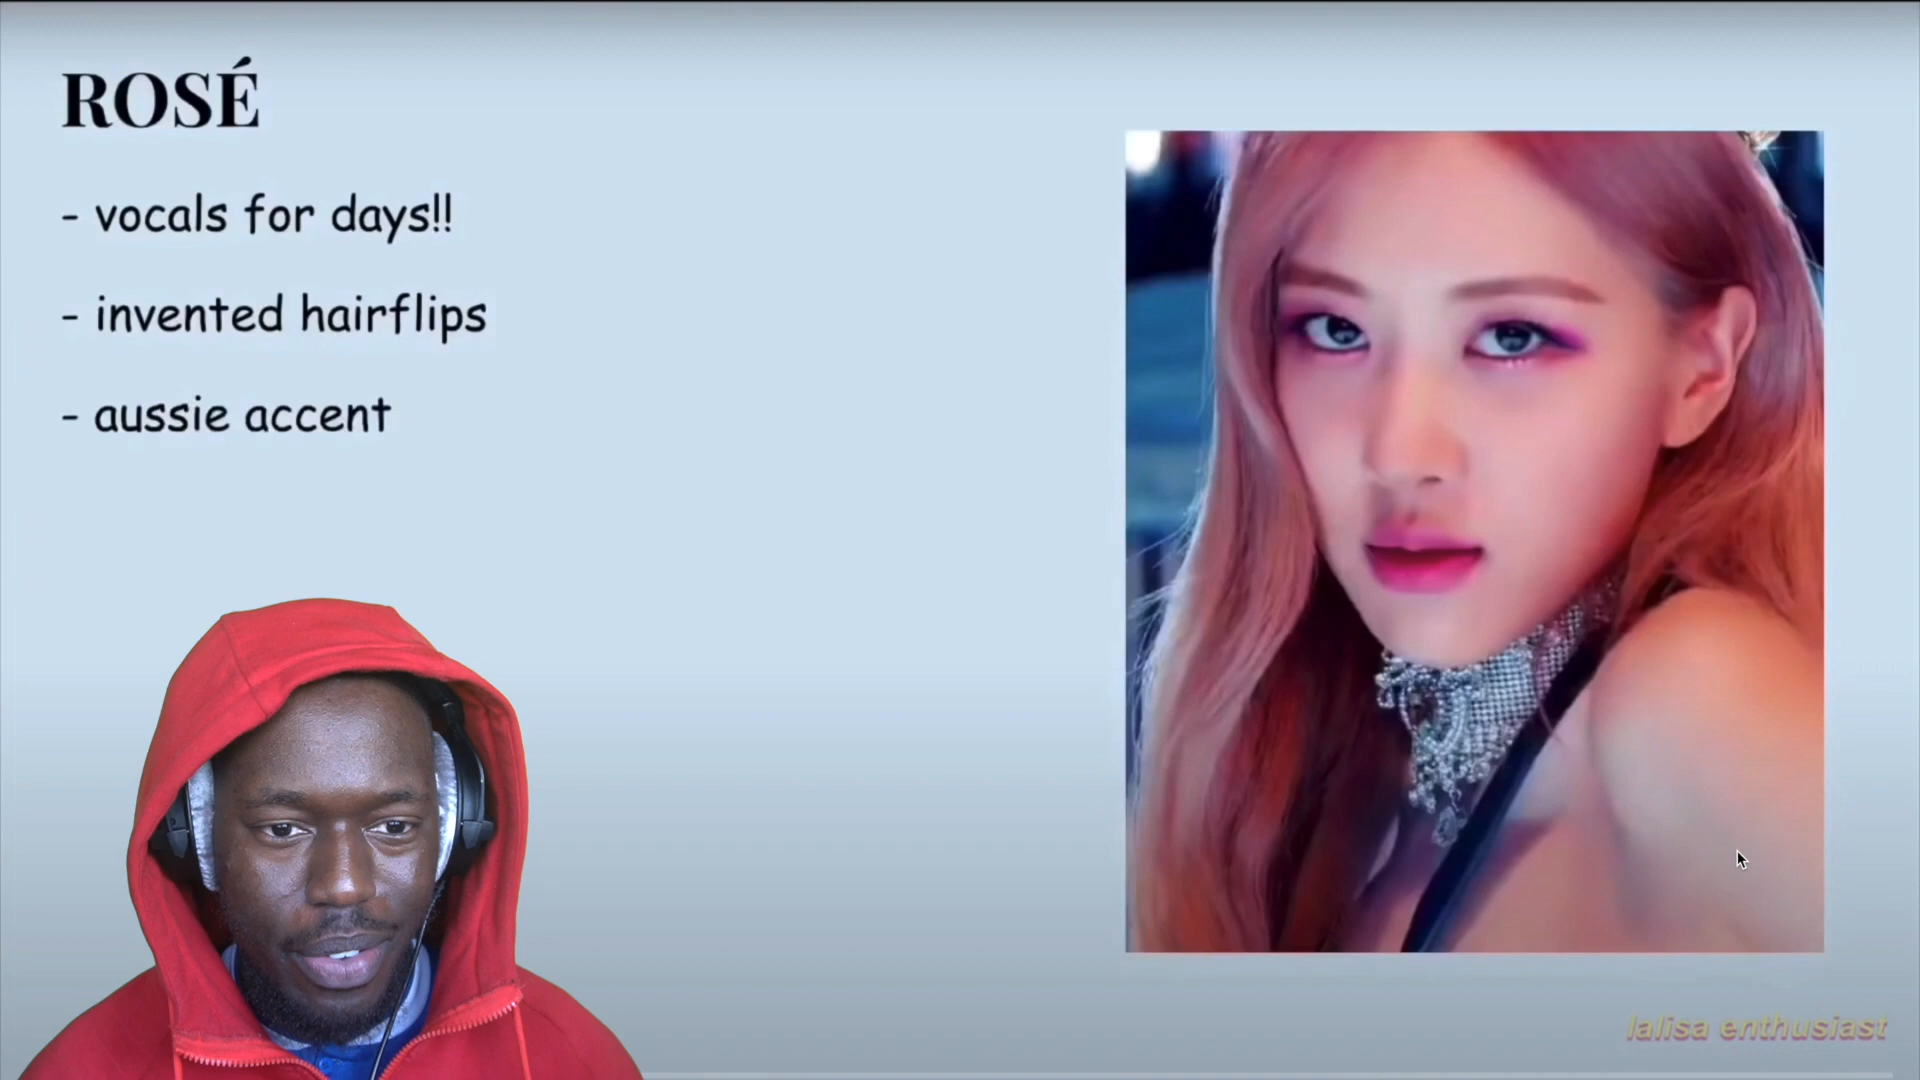 ROSÉ
- vocals for days!!
- invented hairflips
- aussie accent
lalisa enthusiast